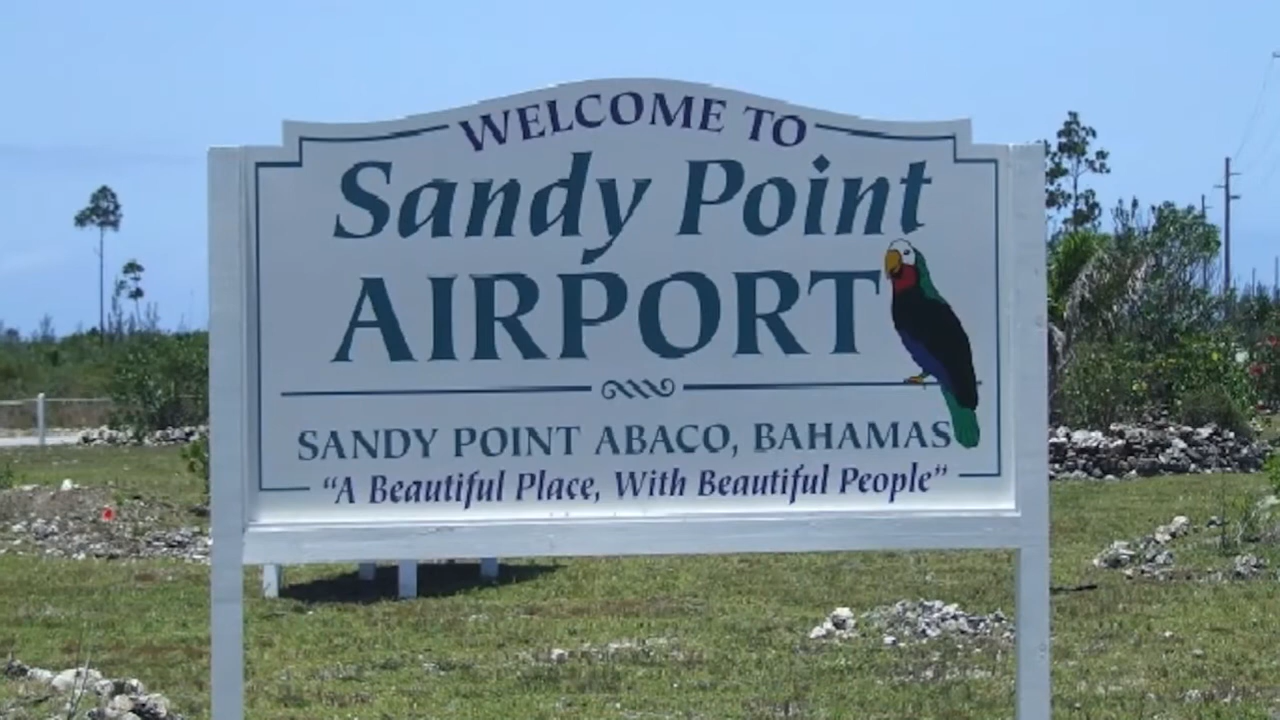 WELCOME TO
Sandy Point
AIRPORT
SANDY POINT ABACO, BAHAMAS
“A Beautiful Place, With Beautiful People”